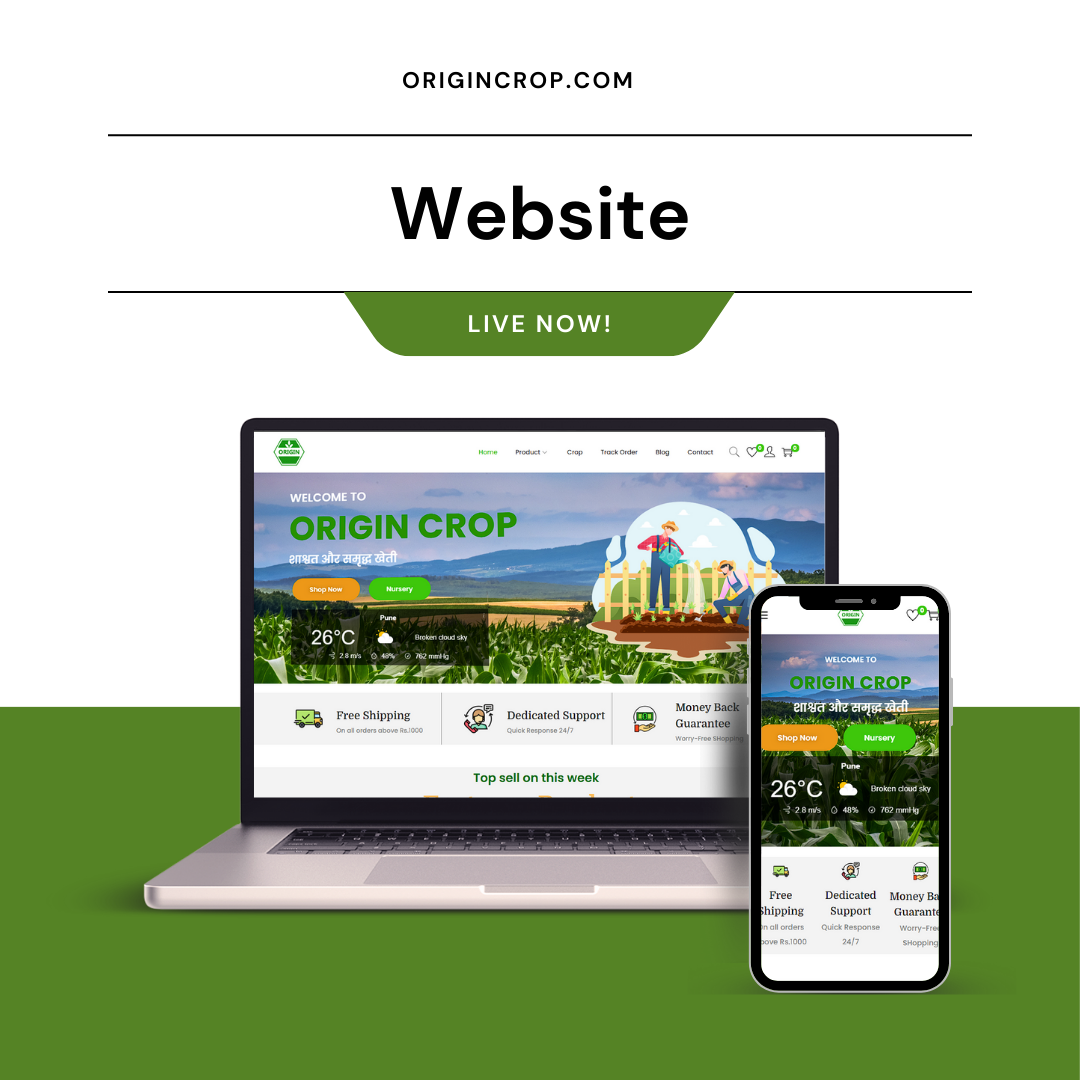 ORIGINCROP.COM
Website
LIVE NOW!
ORIGIN
Home Product Crop Track Order Blog Contact 0 0
WELCOME TO
ORIGIN CROP
शाश्वत और समृद्ध खेती
Shop Now Nursery
Pune
26°C Broken cloud sky
2.8 m/s 48% 762 mmHg
Free Shipping
On all orders above Rs.1000
Dedicated Support
Quick Response 24/7
Money Back
Guarantee
Worry-Free SHopping
Top sell on this week
ORIGIN
0
WELCOME TO
ORIGIN CROP
शाश्वत और समृद्ध खेती
Shop Now Nursery
Pune
26°C Broken cloud sky
2.8 m/s 48% 762 mmHg
Free
Shipping
On all orders
above Rs.1000
Dedicated
Support
Quick Response
24/7
Money Ba
Guarante
Worry-Free
SHopping